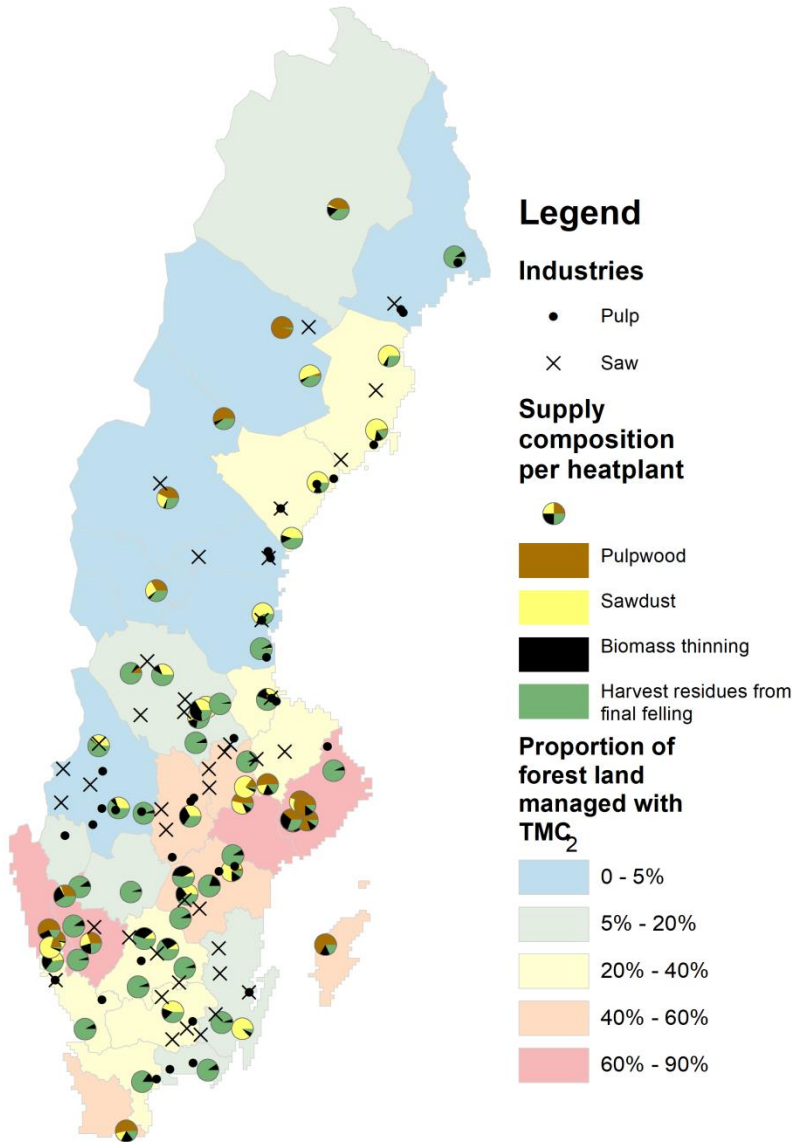 Legend
Industries
Pulp
Saw
Supply
composition
per heatplant
Pulpwood
Sawdust
Biomass thinning
Harvest residues from
final felling
Proportion of
forest land
managed with
TMC2
0 - 5%
5% - 20%
20% - 40%
40% - 60%
60% - 90%